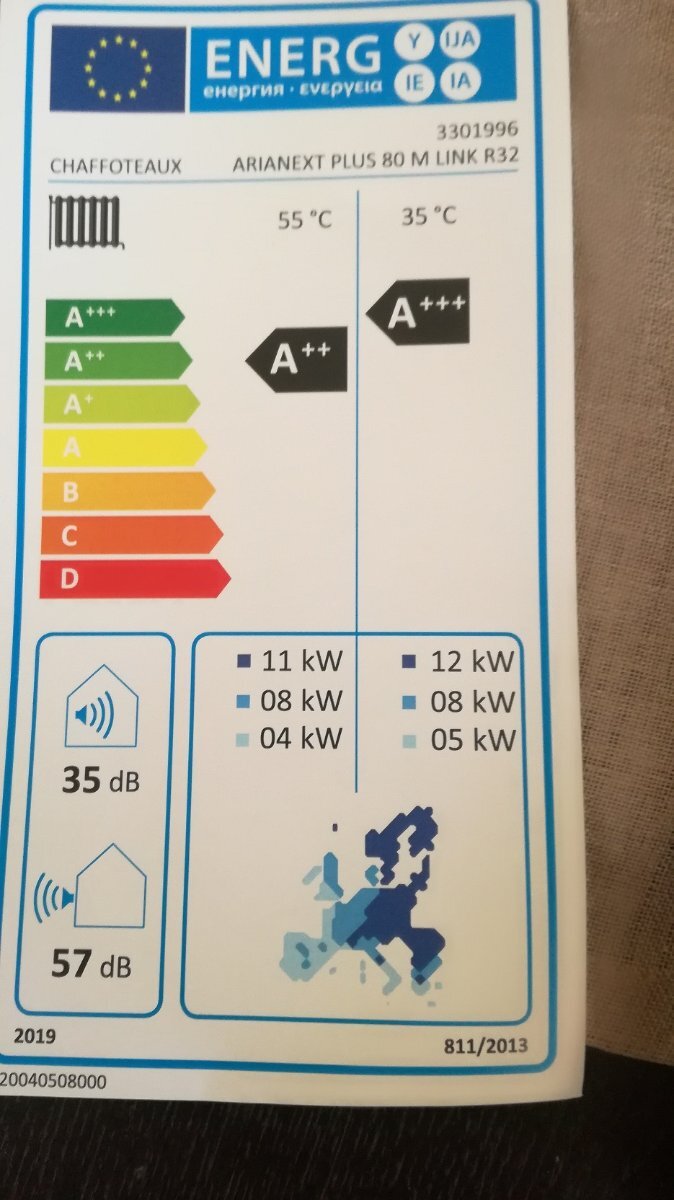 ENERG Y IJA
енергия · ενεργεια IE IA
3301996
CHAFFOTEAUX ARIANEXT PLUS 80 M LINK R32
55 °C 35 °C
A+++
A++
A+
A
B
C
D
A++
A+++
35 dB
57 dB
11 kW 12 kW
08 kW 08 kW
04 kW 05 kW
2019 811/2013
20040508000